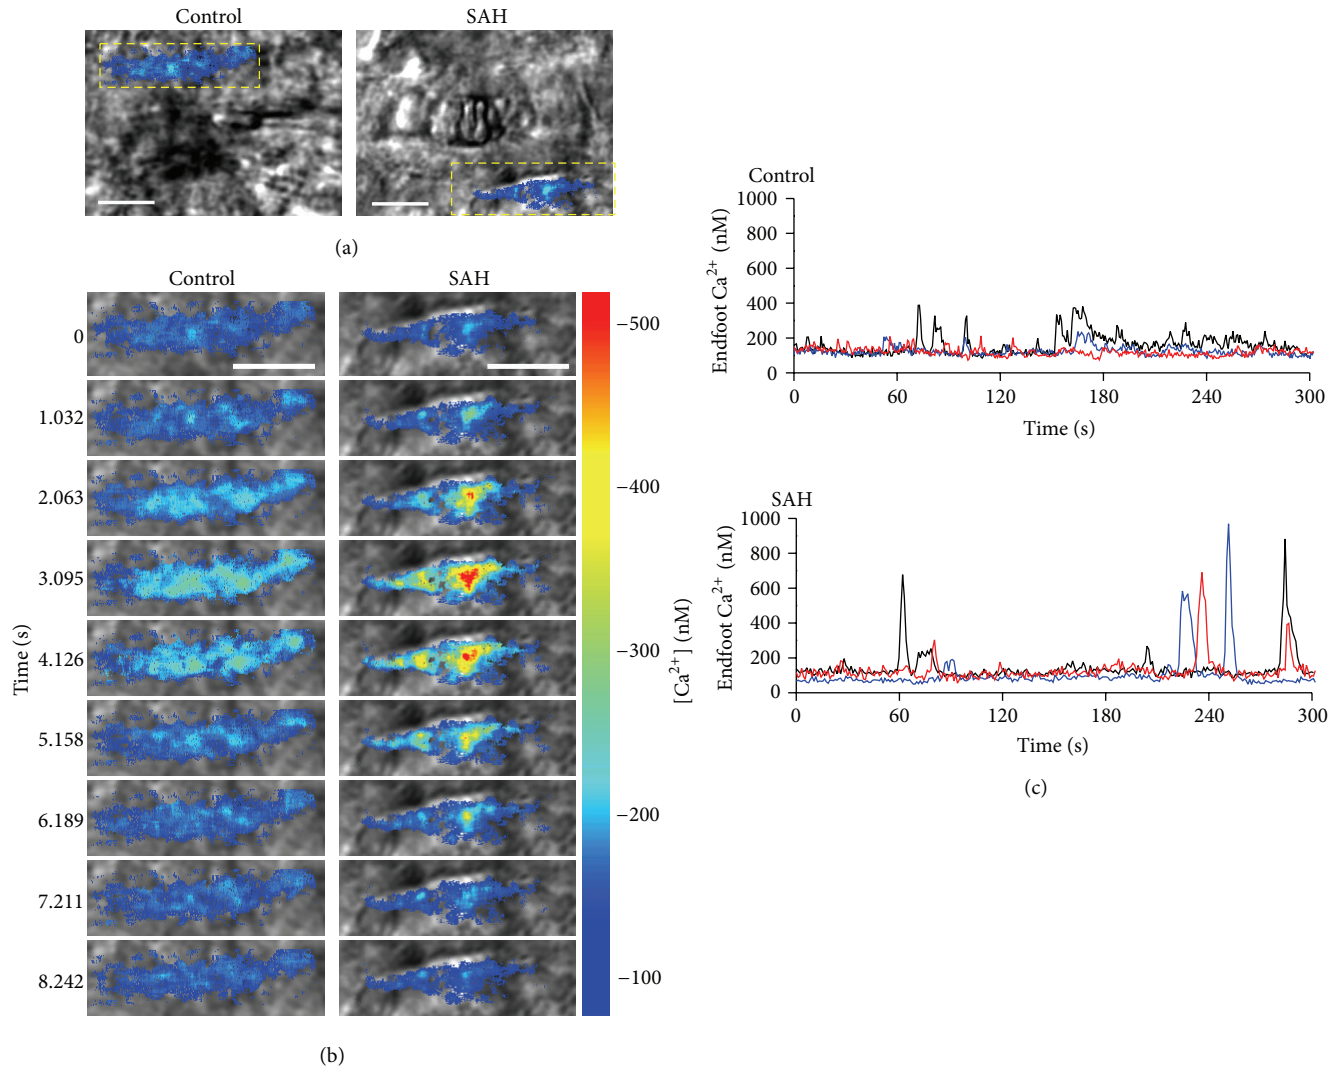 Control SAH
(a)
Control SAH
0
1.032
2.063
3.095
4.126
5.158
6.189
7.211
8.242
Time (s)
–500
–400
–300
–200
–100
[Ca²⁺] (nM)
(b)
Control
1000
800
600
400
200
0
Endfoot Ca²⁺ (nM)
0 60 120 180 240 300
Time (s)
SAH
1000
800
600
400
200
0
Endfoot Ca²⁺ (nM)
0 60 120 180 240 300
Time (s)
(c)